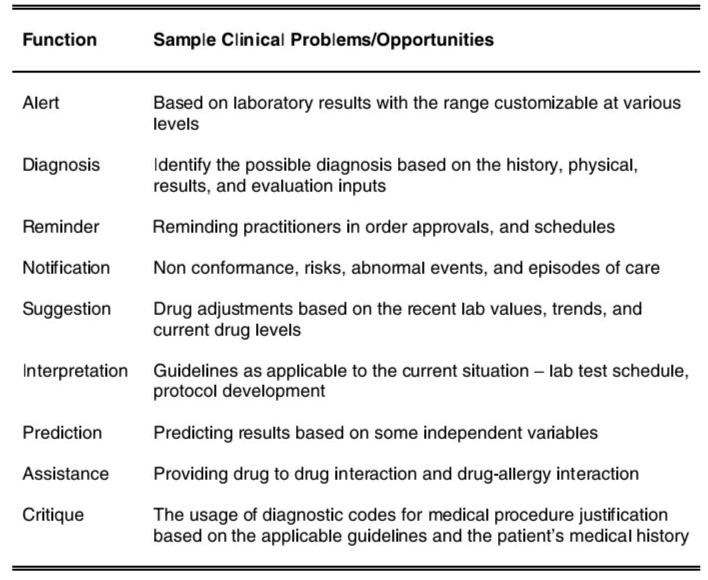 Function Sample Clinical Problems/Opportunities
Alert Based on laboratory results with the range customizable at various
levels
Diagnosis Identify the possible diagnosis based on the history, physical,
results, and evaluation inputs
Reminder Reminding practitioners in order approvals, and schedules
Notification Non conformance, risks, abnormal events, and episodes of care
Suggestion Drug adjustments based on the recent lab values, trends, and
current drug levels
Interpretation Guidelines as applicable to the current situation – lab test schedule,
protocol development
Prediction Predicting results based on some independent variables
Assistance Providing drug to drug interaction and drug-allergy interaction
Critique The usage of diagnostic codes for medical procedure justification
based on the applicable guidelines and the patient's medical history